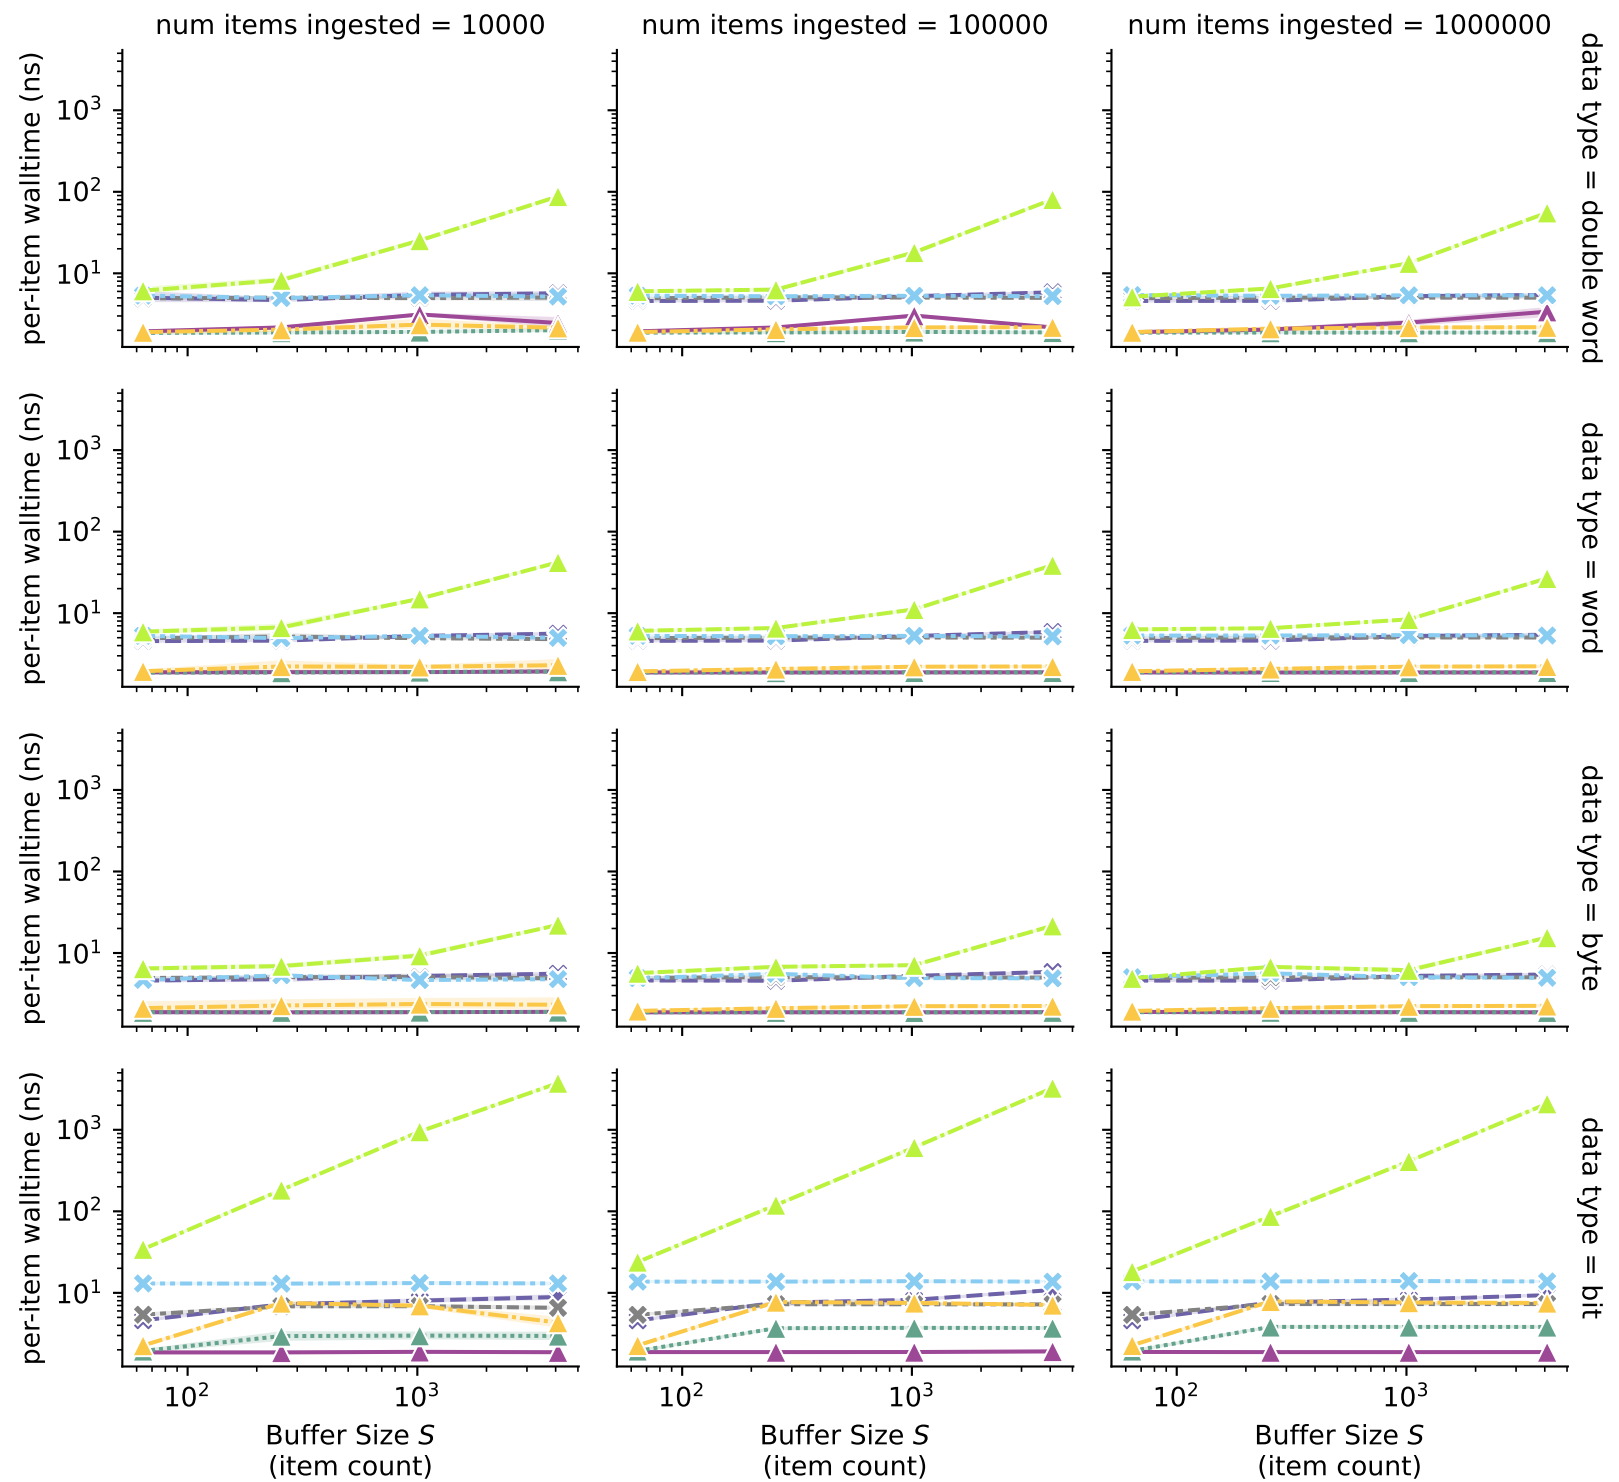 num items ingested = 10000
num items ingested = 100000
num items ingested = 1000000
per-item walltime (ns)
10³
10²
10¹
data type = double word
per-item walltime (ns)
10³
10²
10¹
data type = word
per-item walltime (ns)
10³
10²
10¹
data type = byte
per-item walltime (ns)
10³
10²
10¹
data type = bit
10²
10³
10²
10³
10²
10³
Buffer Size S
(item count)
Buffer Size S
(item count)
Buffer Size S
(item count)